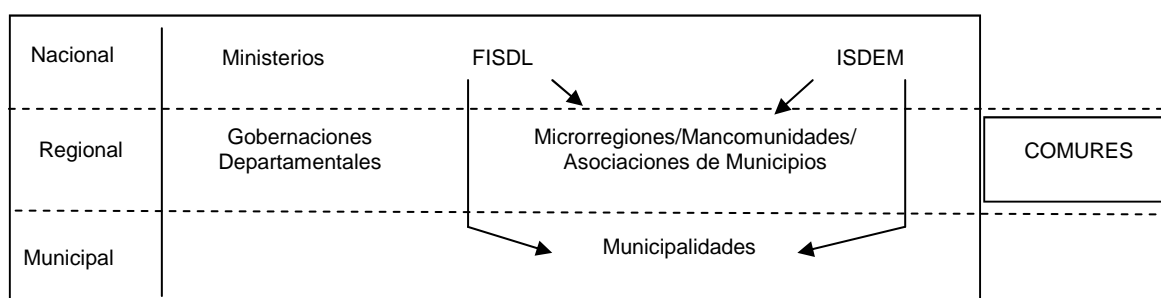 Nacional
Ministerios
FISDL
ISDEM
Regional
Gobernaciones
Departamentales
Microrregiones/Mancomunidades/
Asociaciones de Municipios
COMURES
Municipal
Municipalidades